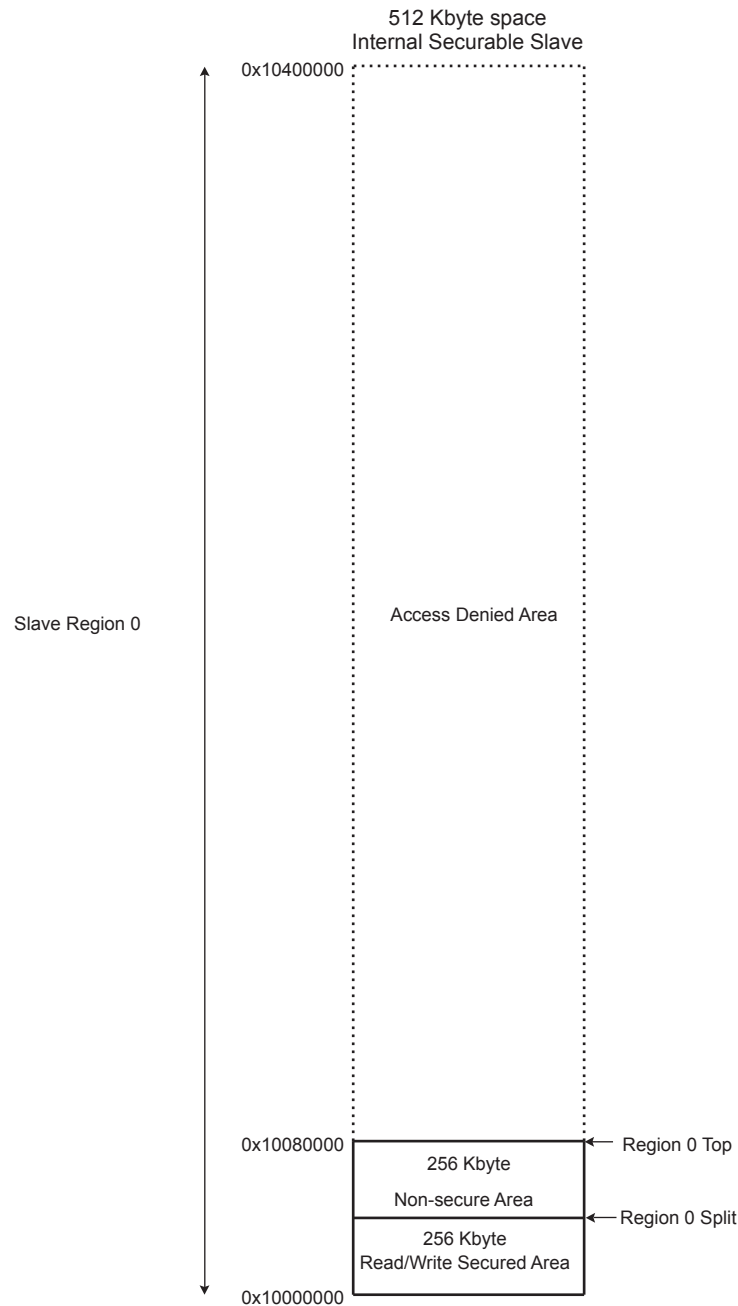 512 Kbyte space
Internal Securable Slave
0x10400000
Slave Region 0
Access Denied Area
0x10080000
Region 0 Top
256 Kbyte
Non-secure Area
Region 0 Split
256 Kbyte
Read/Write Secured Area
0x10000000